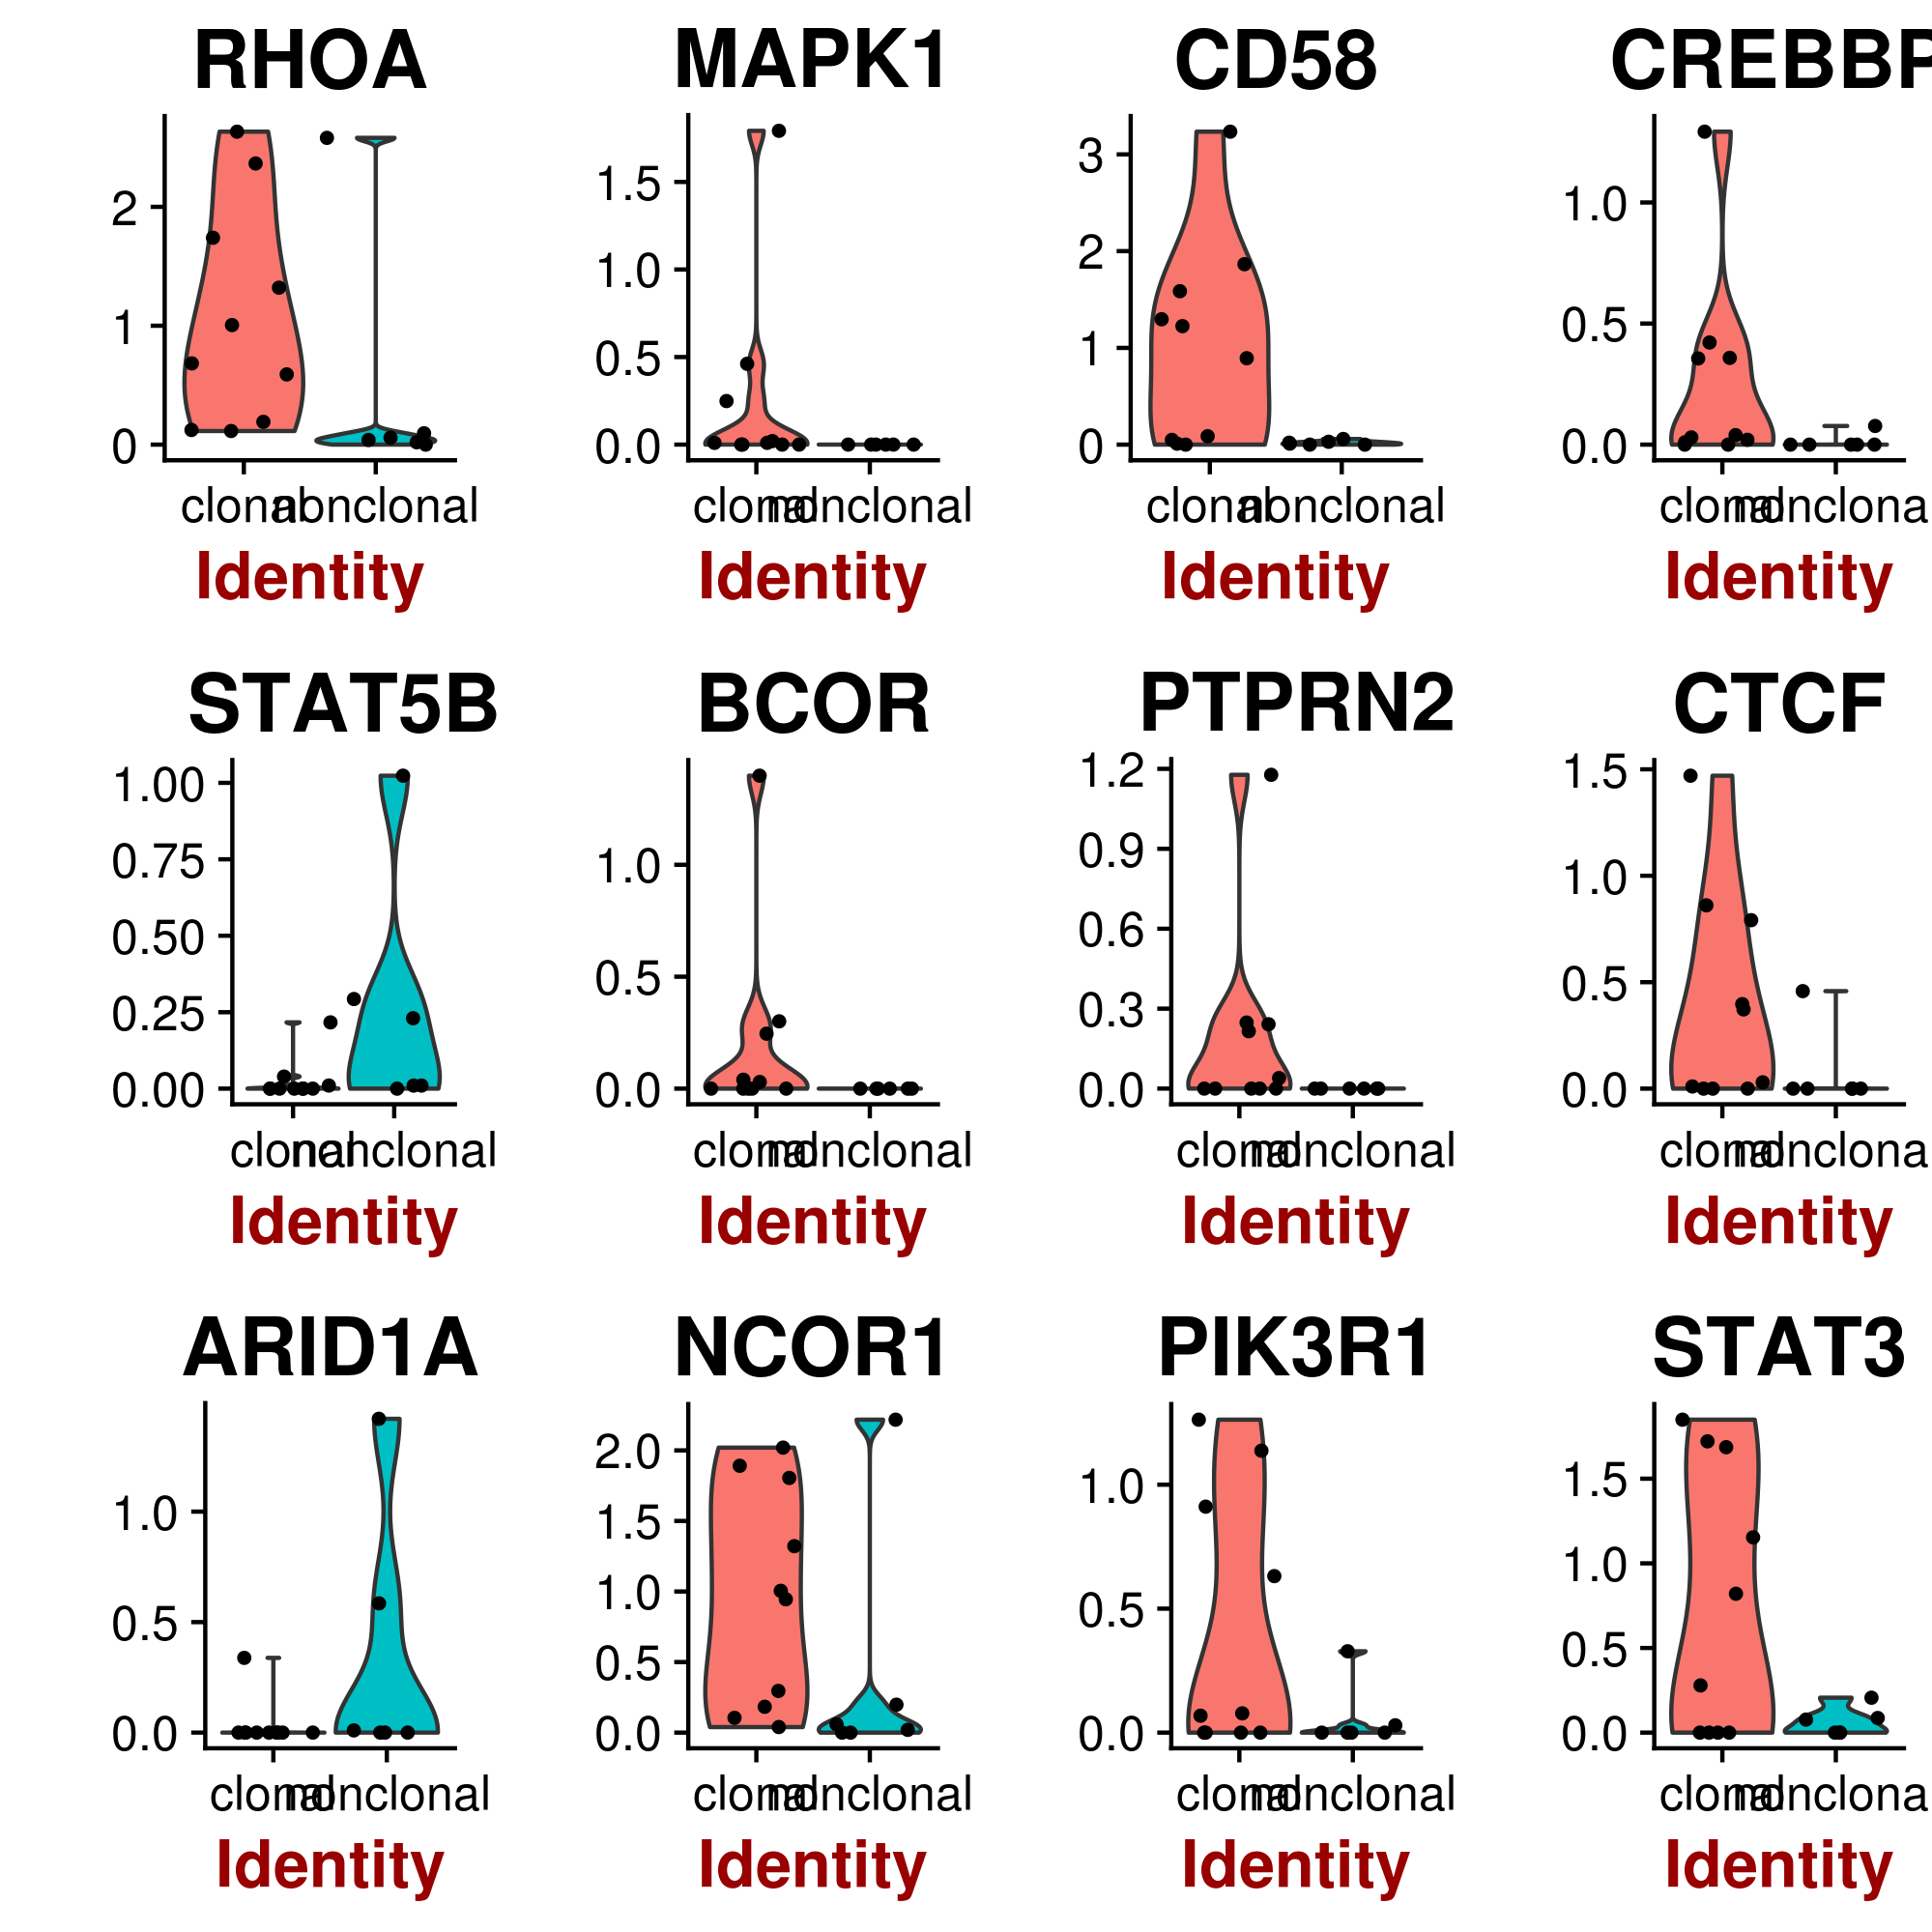 RHOA MAPK1 CD58 CREBBP
2 1 0
1.5 1.0 0.5 0.0
3 2 1 0
1.0 0.5 0.0
clonal nonclonal clonal nonclonal clonal nonclonal clonal nonclona
Identity Identity Identity Identity
STAT5B BCOR PTPRN2 CTCF
1.00 0.75 0.50 0.25 0.00
1.0 0.5 0.0
1.2 0.9 0.6 0.3 0.0
1.5 1.0 0.5 0.0
clonal nonclonal clonal nonclonal clonal nonclonal clonal nonclona
Identity Identity Identity Identity
ARID1A NCOR1 PIK3R1 STAT3
1.0 0.5 0.0
2.0 1.5 1.0 0.5 0.0
1.0 0.5 0.0
1.5 1.0 0.5 0.0
clonal nonclonal clonal nonclonal clonal nonclonal clonal nonclona
Identity Identity Identity Identity